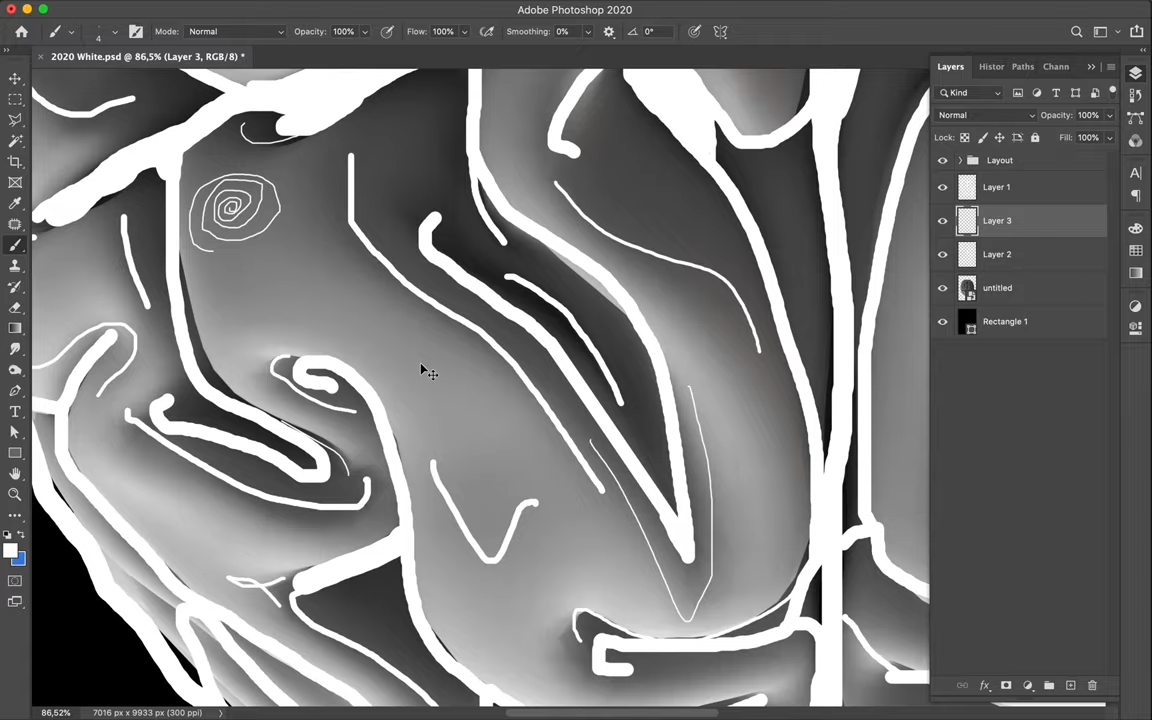 Adobe Photoshop 2020
4 Mode: Normal Opacity: 100% Flow: 100% Smoothing: 0% 0°
2020 White.psd @ 86,5% (Layer 3, RGB/8) *
Layers Histor Paths Chann
Kind
Normal Opacity: 100%
Lock: Fill: 100%
Layout
Layer 1
Layer 3
Layer 2
untitled
Rectangle 1
86,52% 7016 px x 9933 px (300 ppi)